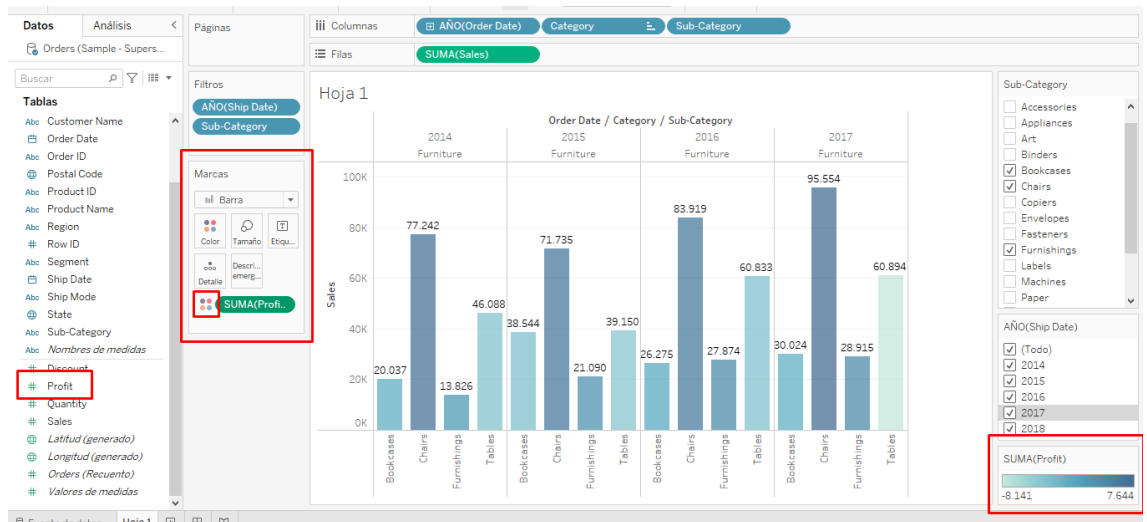 Datos
Análisis
Orders (Sample - Supers...
Buscar
Tablas
Abc Customer Name
Order Date
Abc Order ID
Postal Code
Abc Product ID
Abc Product Name
Abc Region
# Row ID
Abc Segment
Ship Date
Abc Ship Mode
State
Abc Sub-Category
Abc Nombres de medidas
# Discount
# Profit
# Quantity
# Sales
Latitud (generado)
Longitud (generado)
# Orders (Recuento)
# Valores de medidas
Páginas
Filtros
AÑO(Ship Date)
Sub-Category
Marcas
Barra
Color Tamaño Etiqu...
Detalle Descri... emerg...
SUMA(Profi..
Columnas AÑO(Order Date) Category Sub-Category
Filas SUMA(Sales)
Hoja 1
Order Date / Category / Sub-Category
2014 2015 2016 2017
Furniture Furniture Furniture Furniture
Sales
100K
80K
60K
40K
20K
0K
20.037 77.242 13.826 46.088
38.544 71.735 21.090 39.150
26.275 83.919 27.874 60.833
30.024 95.554 28.915 60.894
Bookcases Chairs Furnishings Tables
Bookcases Chairs Furnishings Tables
Bookcases Chairs Furnishings Tables
Bookcases Chairs Furnishings Tables
Sub-Category
Accessories
Appliances
Art
Binders
Bookcases
Chairs
Copiers
Envelopes
Fasteners
Furnishings
Labels
Machines
Paper
AÑO(Ship Date)
(Todo)
2014
2015
2016
2017
2018
SUMA(Profit)
-8.141 7.644
Hoja 1